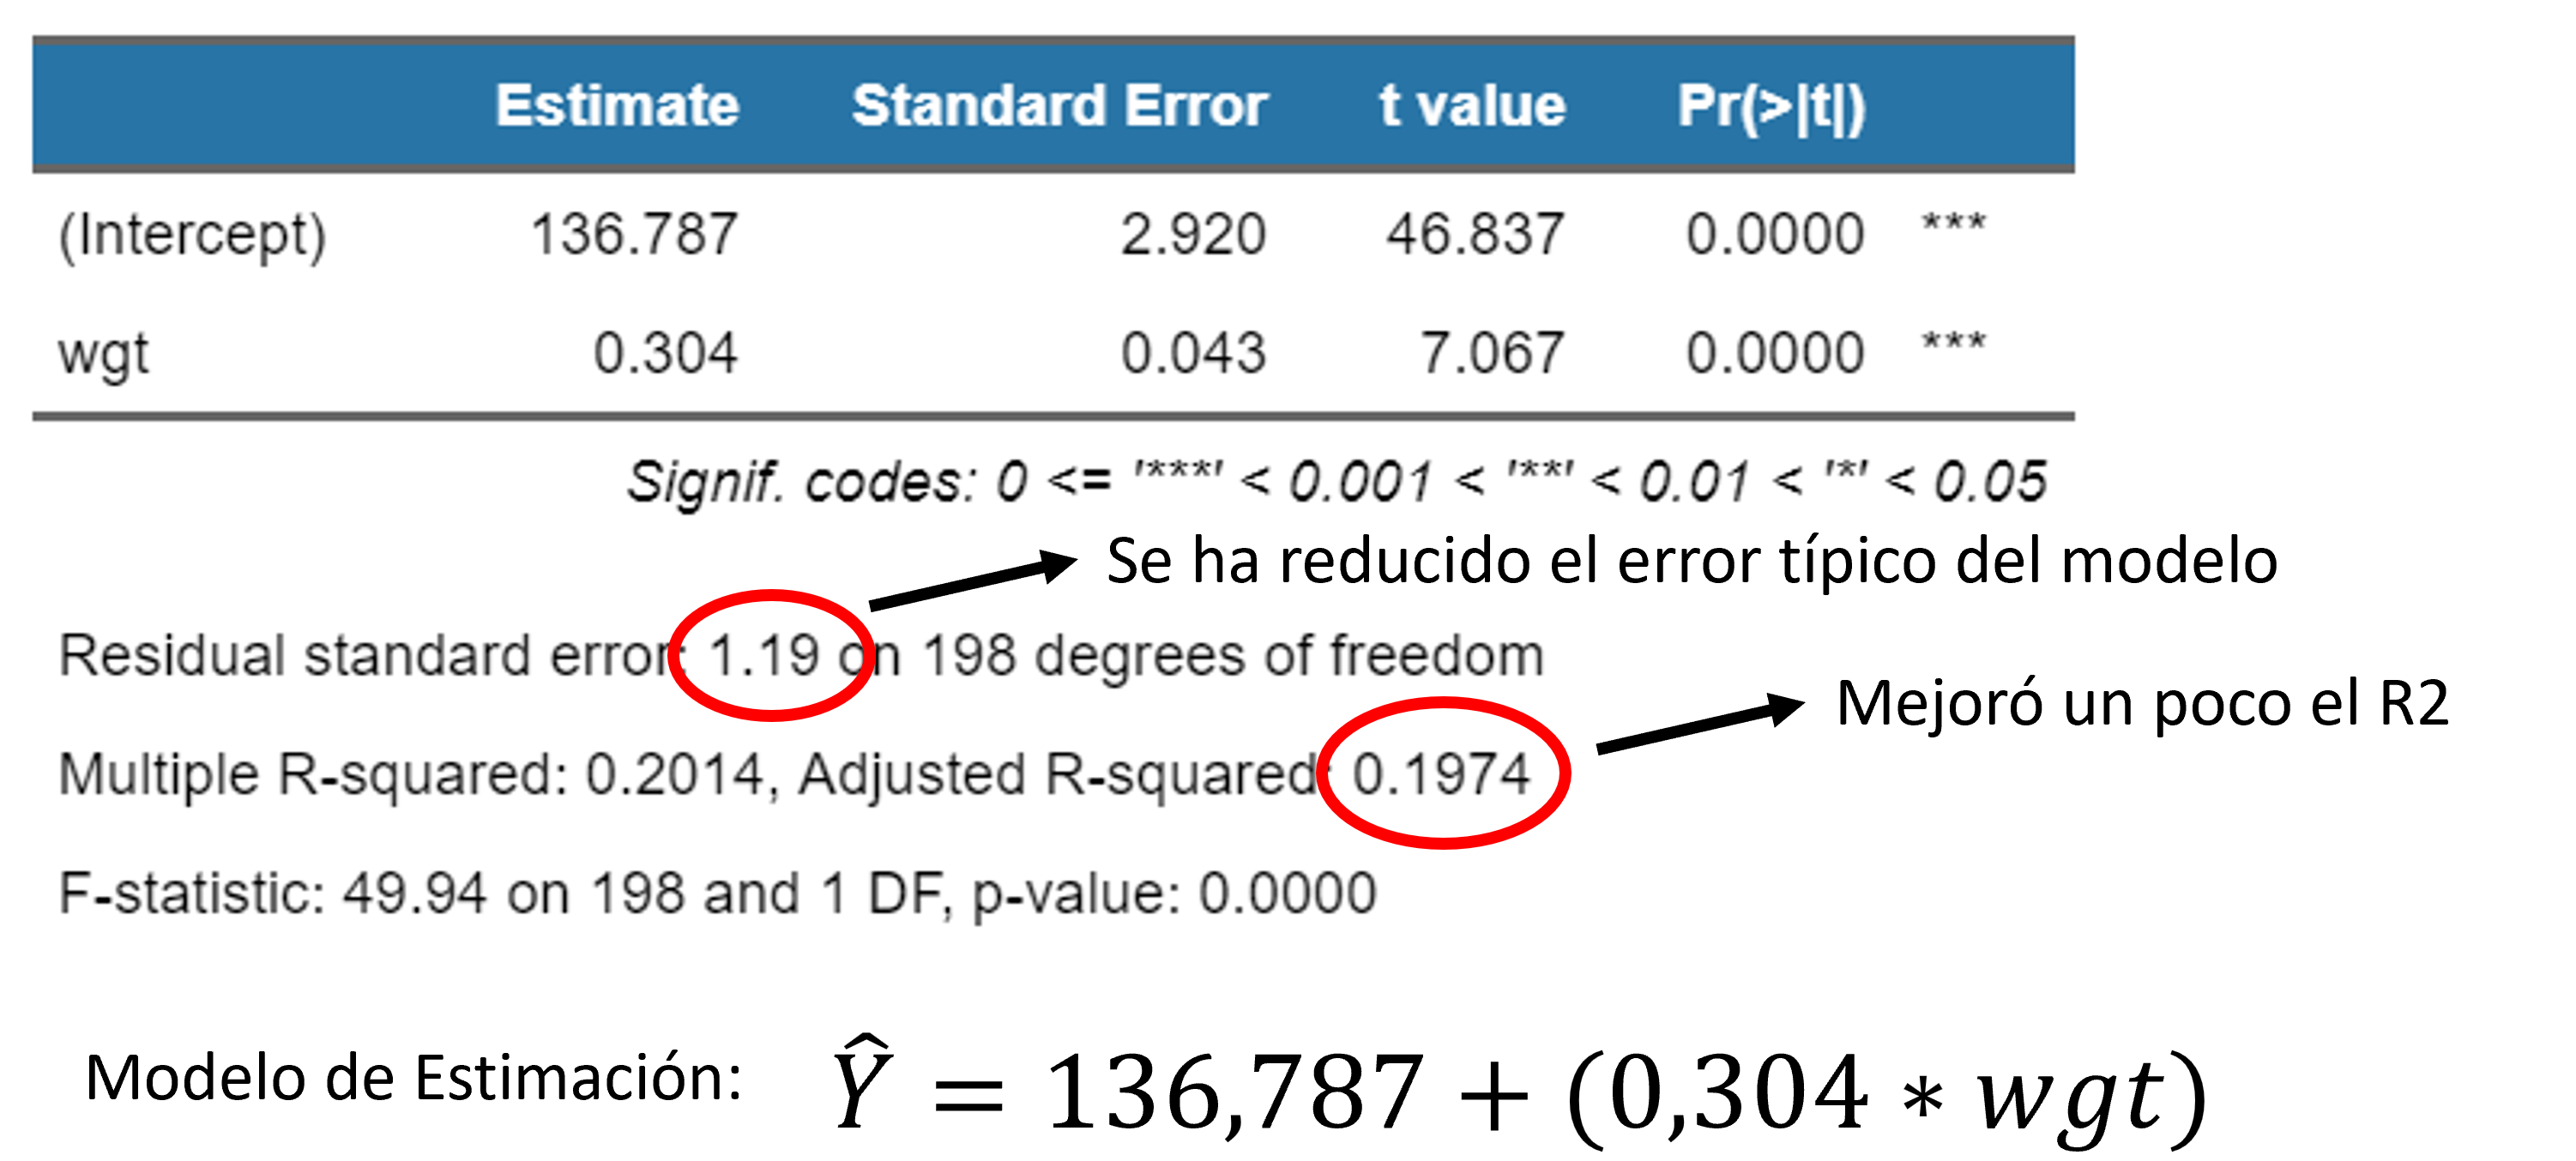 Estimate Standard Error t value Pr(>|t|)
(Intercept) 136.787 2.920 46.837 0.0000 ***
wgt 0.304 0.043 7.067 0.0000 ***
Signif. codes: 0 <= '***' < 0.001 < '**' < 0.01 < '*' < 0.05
Se ha reducido el error típico del modelo
Residual standard error: 1.19 on 198 degrees of freedom
Mejoró un poco el R2
Multiple R-squared: 0.2014, Adjusted R-squared: 0.1974
F-statistic: 49.94 on 198 and 1 DF, p-value: 0.0000
Modelo de Estimación: Ŷ = 136,787 + (0,304 * wgt)